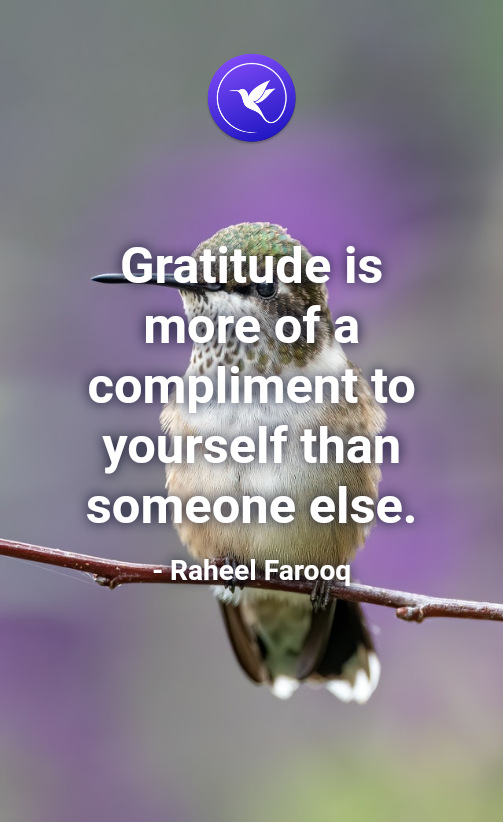 Gratitude is
more of a
compliment to
yourself than
someone else.
- Raheel Farooq